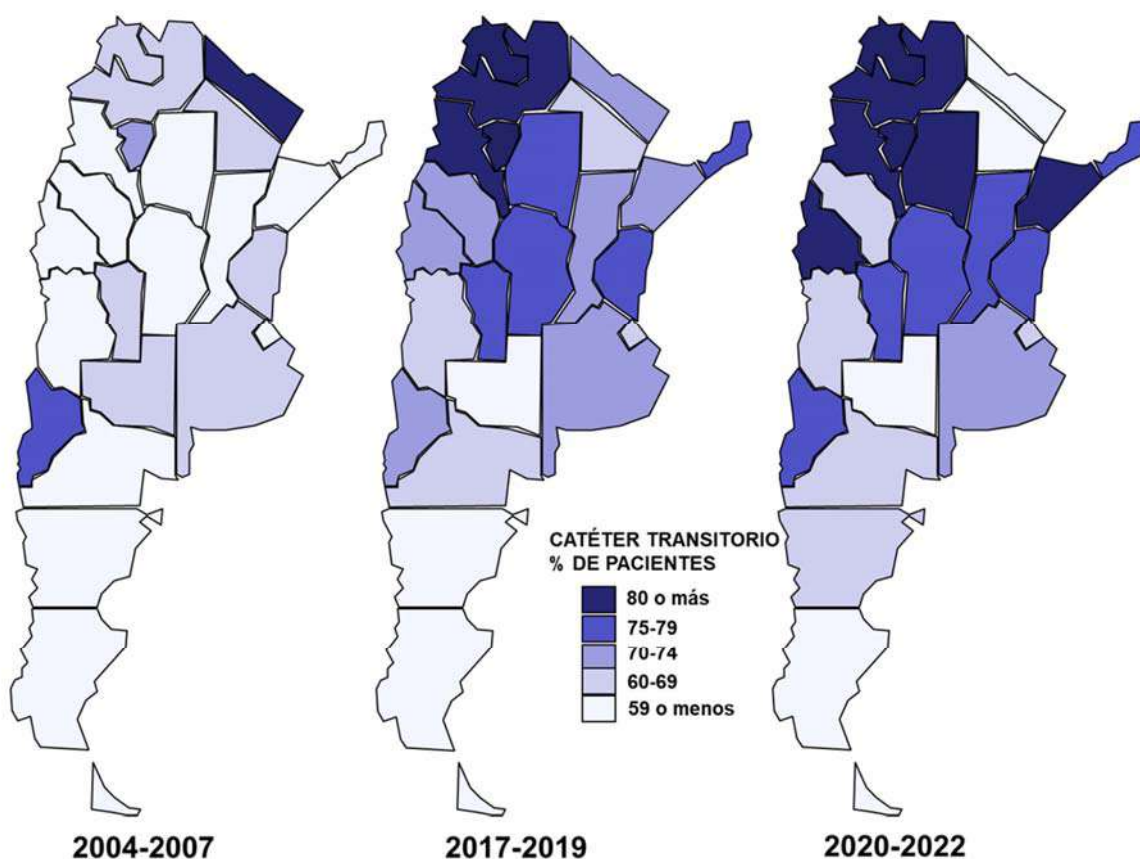 CATÉTER TRANSITORIO
% DE PACIENTES
80 o más
75-79
70-74
60-69
59 o menos
2004-2007
2017-2019
2020-2022